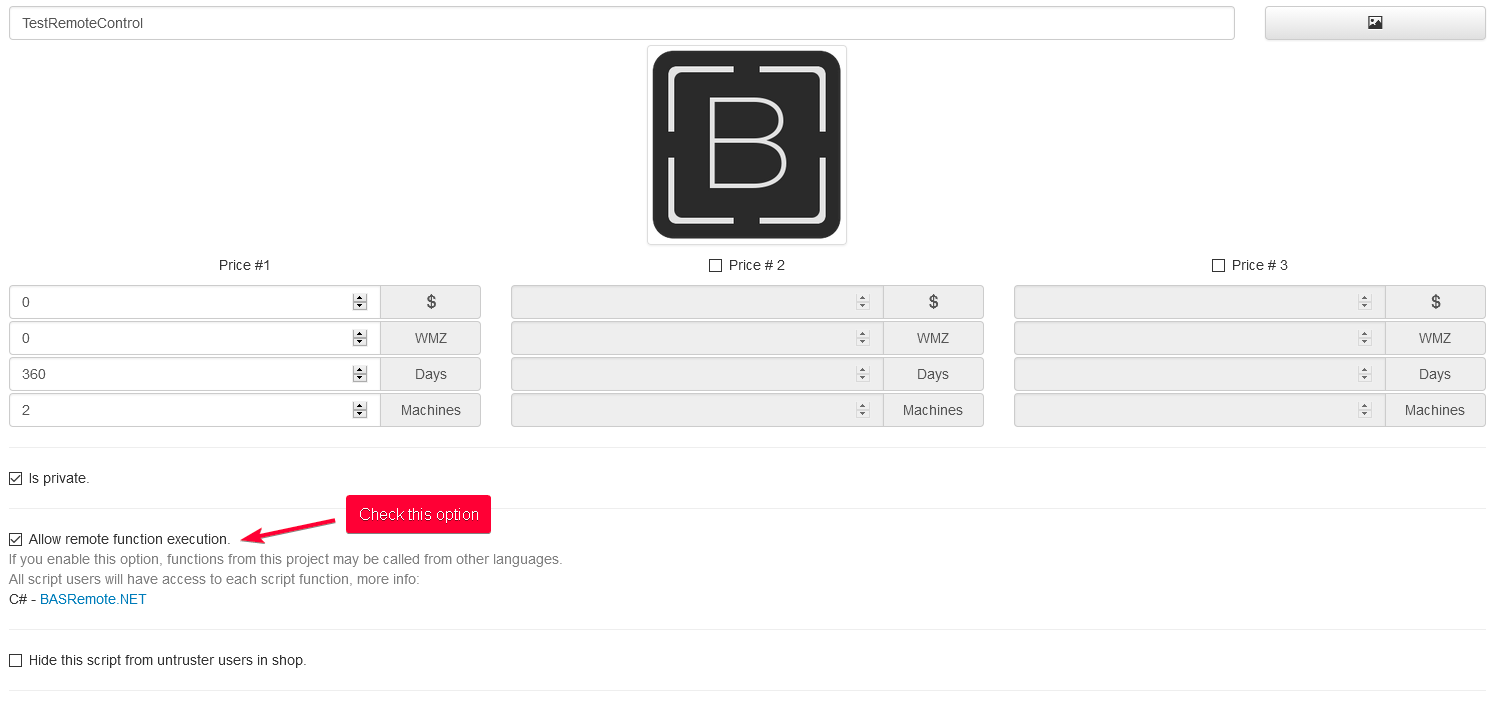 TestRemoteControl
B
Price #1
Price # 2
Price # 3
0 $ $ $
0 WMZ WMZ WMZ
360 Days Days Days
2 Machines Machines Machines
Is private.
Check this option
Allow remote function execution.
If you enable this option, functions from this project may be called from other languages.
All script users will have access to each script function, more info:
C# - BASRemote.NET
Hide this script from untruster users in shop.